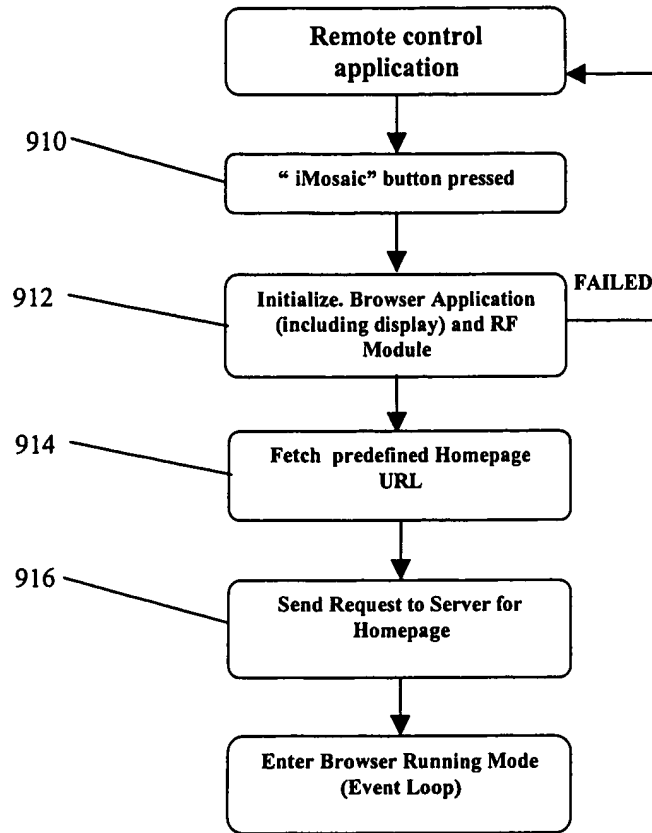 Remote control
application
910
“ iMosaic” button pressed
912
Initialize. Browser Application
(including display) and RF
Module
FAILED
914
Fetch predefined Homepage
URL
916
Send Request to Server for
Homepage
Enter Browser Running Mode
(Event Loop)